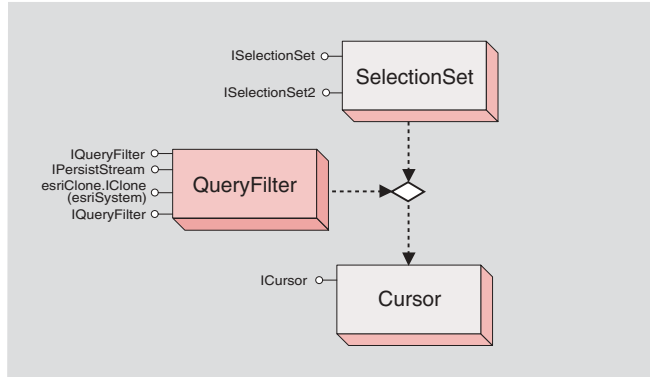 ISelectionSet
ISelectionSet2
SelectionSet
IQueryFilter
IPersistStream
esriClone.IClone
(esriSystem)
IQueryFilter
QueryFilter
ICursor
Cursor